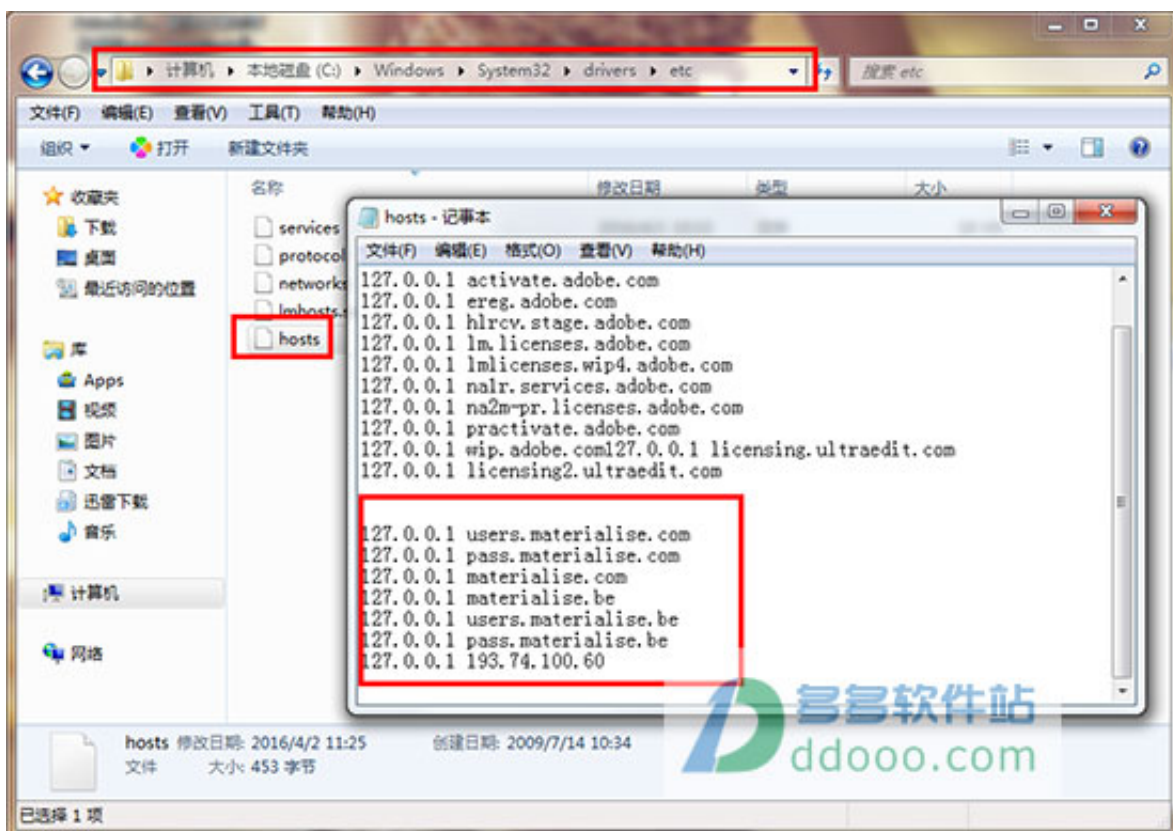 计算机 ▸ 本地磁盘 (C:) ▸ Windows ▸ System32 ▸ drivers ▸ etc
搜索 etc
文件(F) 编辑(E) 查看(V) 工具(T) 帮助(H)
组织 打开 新建文件夹
名称 修改日期 类型 大小
收藏夹
下载
桌面
最近访问的位置
库
Apps
视频
图片
文档
迅雷下载
音乐
计算机
网络
services
protocol
networks
lmhosts.s
hosts
hosts - 记事本
文件(F) 编辑(E) 格式(O) 查看(V) 帮助(H)
127.0.0.1 activate.adobe.com
127.0.0.1 ereg.adobe.com
127.0.0.1 hlrcv.stage.adobe.com
127.0.0.1 lm.licenses.adobe.com
127.0.0.1 lmlicenses.wip4.adobe.com
127.0.0.1 nalr.services.adobe.com
127.0.0.1 na2m-pr.licenses.adobe.com
127.0.0.1 practivate.adobe.com
127.0.0.1 wip.adobe.com127.0.0.1 licensing.ultraedit.com
127.0.0.1 licensing2.ultraedit.com
127.0.0.1 users.materialise.com
127.0.0.1 pass.materialise.com
127.0.0.1 materialise.com
127.0.0.1 materialise.be
127.0.0.1 users.materialise.be
127.0.0.1 pass.materialise.be
127.0.0.1 193.74.100.60
多多软件站
ddooo.com
hosts 修改日期: 2016/4/2 11:25 创建日期: 2009/7/14 10:34
文件 大小: 453 字节
已选择 1 项